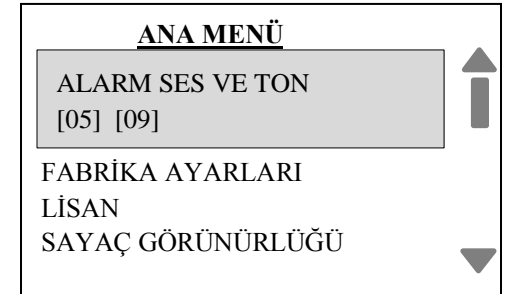 ANA MENÜ
ALARM SES VE TON
[05] [09]
FABRİKA AYARLARI
LİSAN
SAYAÇ GÖRÜNÜRLÜĞÜ